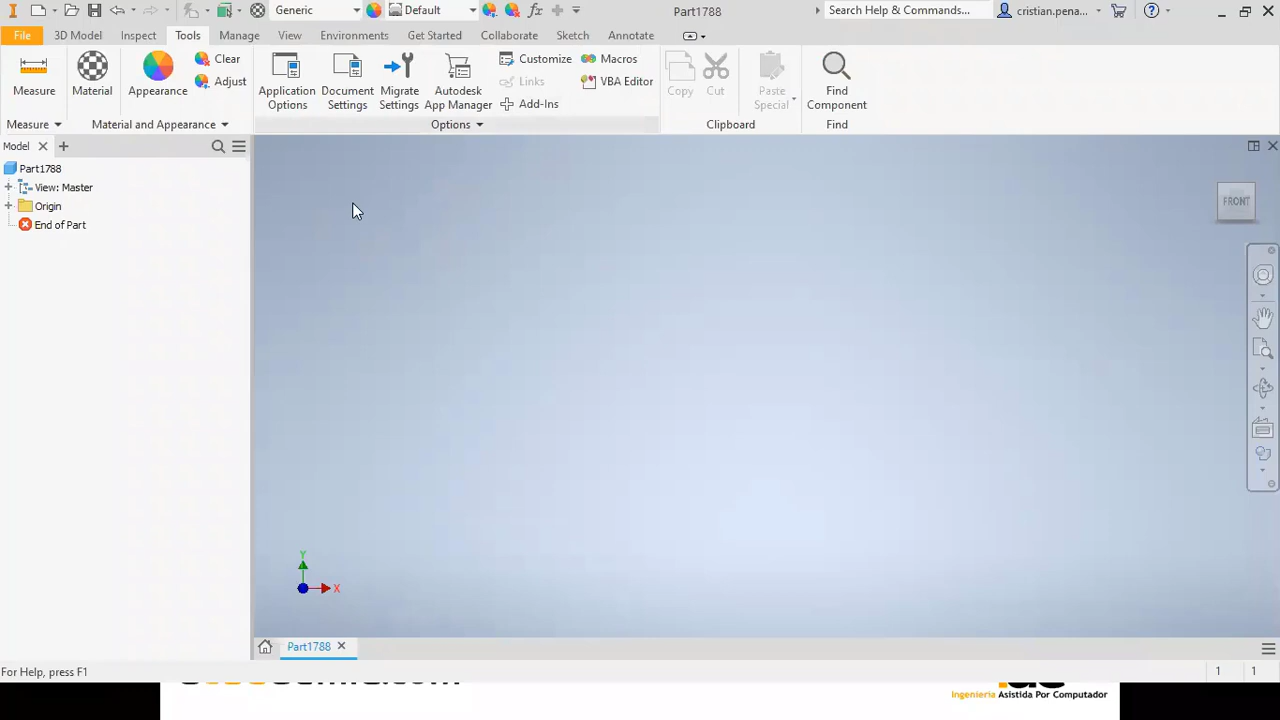 Generic Default Part1788 Search Help & Commands... cristian.pena...
File 3D Model Inspect Tools Manage View Environments Get Started Collaborate Sketch Annotate
Measure Material Appearance Clear Adjust
Application Options Document Settings Migrate Settings Autodesk App Manager Customize Links Add-Ins Macros VBA Editor
Copy Cut Paste Special Find Component
Measure Material and Appearance Options Clipboard Find
Model
Part1788
View: Master
Origin
End of Part
FRONT
Y
X
Part1788
For Help, press F1 1 1
Ingeniería Asistida Por Computador